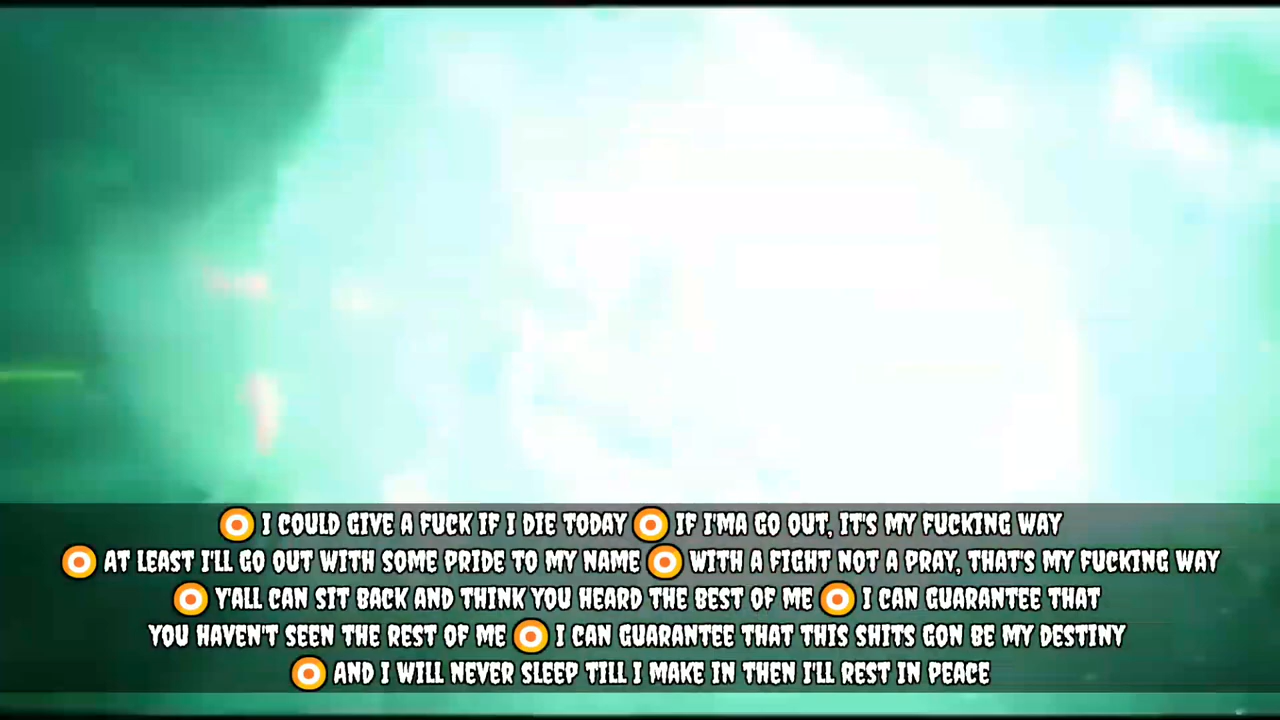 I COULD GIVE A FUCK IF I DIE TODAY IF I'MA GO OUT, IT'S MY FUCKING WAY
AT LEAST I'LL GO OUT WITH SOME PRIDE TO MY NAME WITH A FIGHT NOT A PRAY, THAT'S MY FUCKING WAY
Y'ALL CAN SIT BACK AND THINK YOU HEARD THE BEST OF ME I CAN GUARANTEE THAT
YOU HAVEN'T SEEN THE REST OF ME I CAN GUARANTEE THAT THIS SHITS GON BE MY DESTINY
AND I WILL NEVER SLEEP TILL I MAKE IN THEN I'LL REST IN PEACE